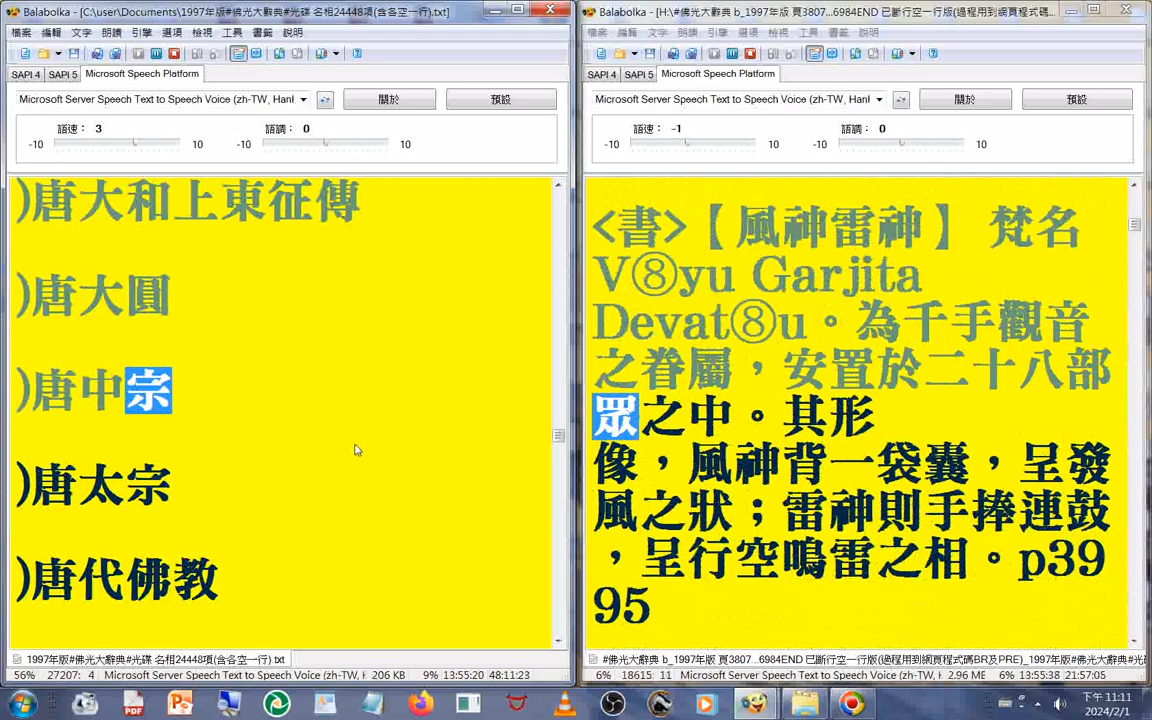 Balabolka - [C:\user\Documents\1997年版#佛光大辭典#光碟 名相24448項(含各空一行).txt]
檔案 編輯 文字 朗讀 引擎 選項 檢視 工具 書籤 說明
SAPI 4 SAPI 5 Microsoft Speech Platform
Microsoft Server Speech Text to Speech Voice (zh-TW, Hanl
關於
預設
語速： 3
語調： 0
-10 10 -10 10
)唐大和上東征傳
)唐大圓
)唐中宗
)唐太宗
)唐代佛教
1997年版#佛光大辭典#光碟 名相24448項(含各空一行).txt
56% 27207: 4 Microsoft Server Speech Text to Speech Voice (zh-TW, H 206 KB 9% 13:55:20 48:11:23
Balabolka - [H:\#佛光大辭典 b_1997年版 頁3807...6984END 已斷行空一行版(過程用到網頁程式碼...
檔案 編輯 文字 朗讀 引擎 選項 檢視 工具 書籤 說明
SAPI 4 SAPI 5 Microsoft Speech Platform
Microsoft Server Speech Text to Speech Voice (zh-TW, Hanl
關於
預設
語速： -1
語調： 0
-10 10 -10 10
<書>【風神雷神】 梵名
V⑧yu Garjita
Devat⑧u。為千手觀音
之眷屬，安置於二十八部
眾之中。其形
像，風神背一袋囊，呈發
風之狀；雷神則手捧連鼓
，呈行空鳴雷之相。p39
95
#佛光大辭典 b_1997年版 頁3807...6984END 已斷行空一行版(過程用到網頁程式碼BR及PRE)_1997年版#光
6% 18615: 11 Microsoft Server Speech Text to Speech Voice (zh-TW, H 2.96 MB 6% 13:55:38 21:57:05
PDF
下午 11:11
2024/2/1